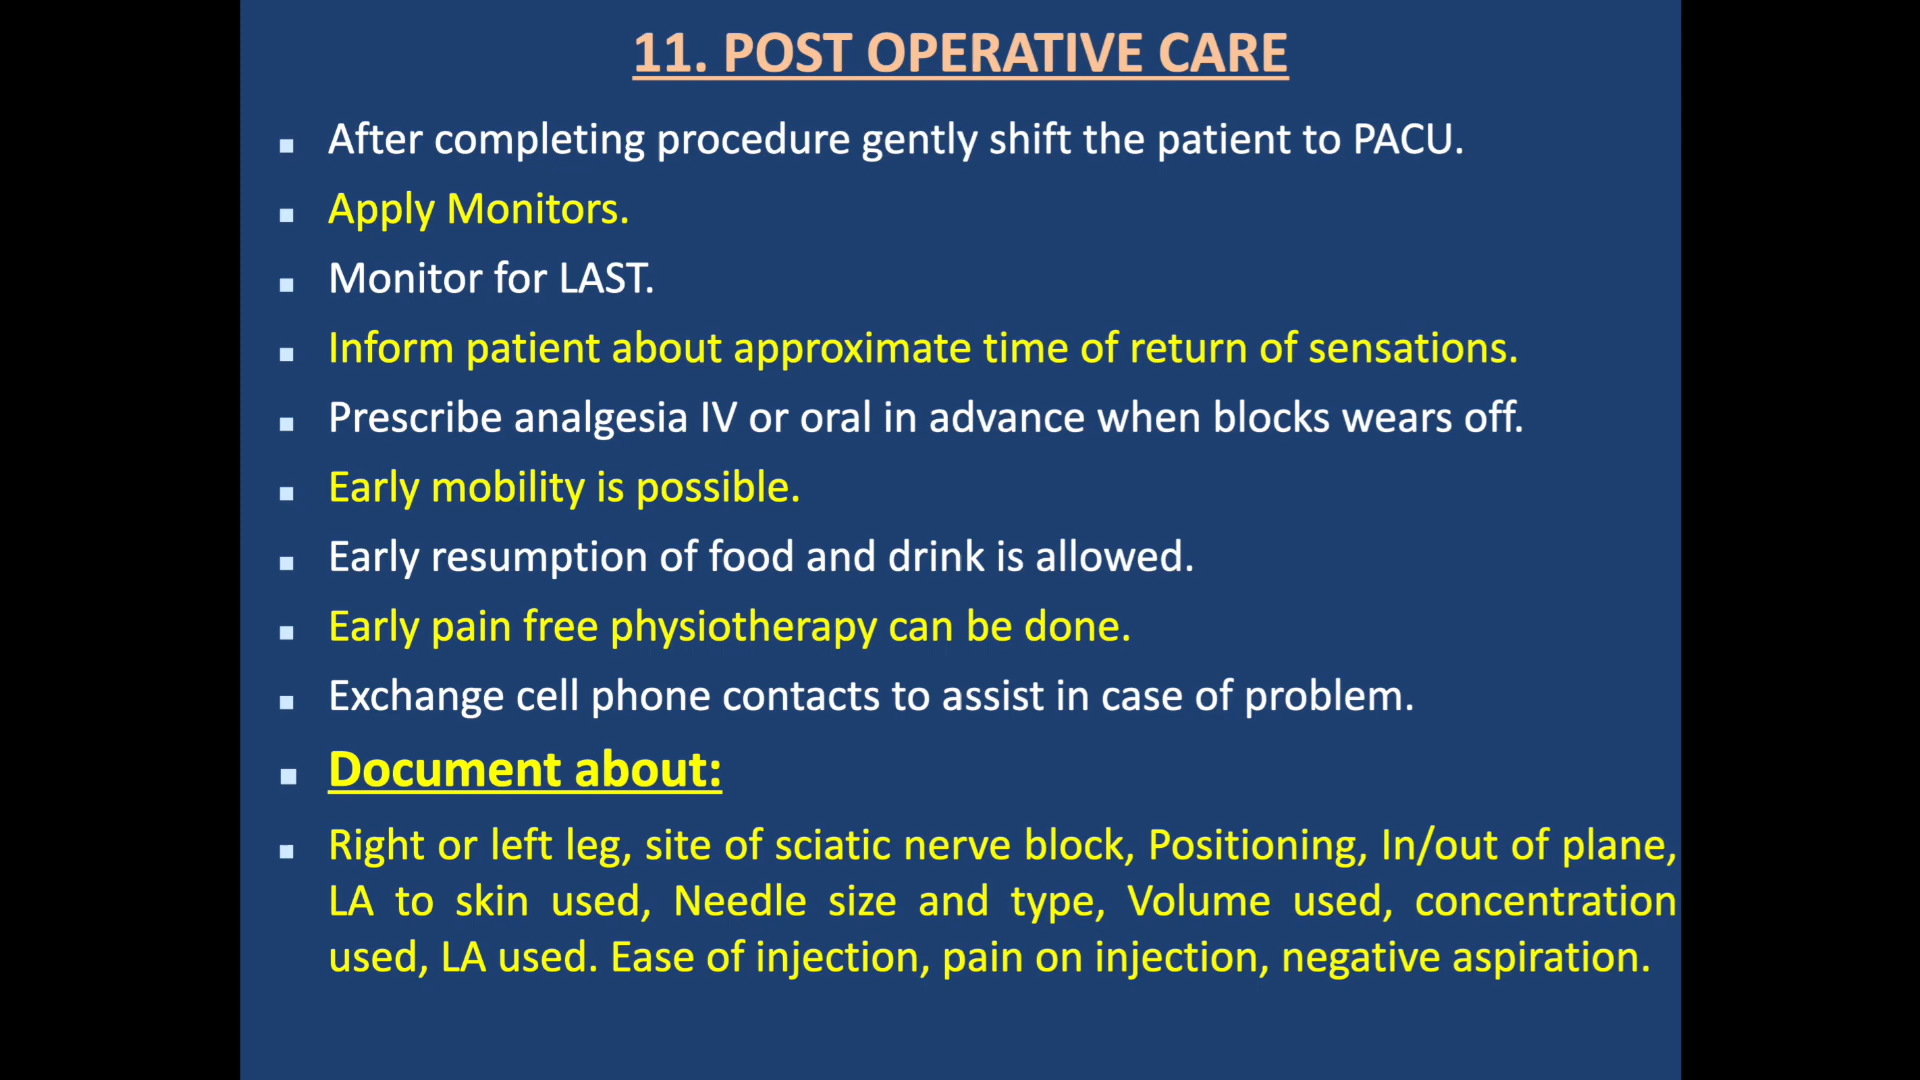 11. POST OPERATIVE CARE
After completing procedure gently shift the patient to PACU.
Apply Monitors.
Monitor for LAST.
Inform patient about approximate time of return of sensations.
Prescribe analgesia IV or oral in advance when blocks wears off.
Early mobility is possible.
Early resumption of food and drink is allowed.
Early pain free physiotherapy can be done.
Exchange cell phone contacts to assist in case of problem.
Document about:
Right or left leg, site of sciatic nerve block, Positioning, In/out of plane,
LA to skin used, Needle size and type, Volume used, concentration
used, LA used. Ease of injection, pain on injection, negative aspiration.